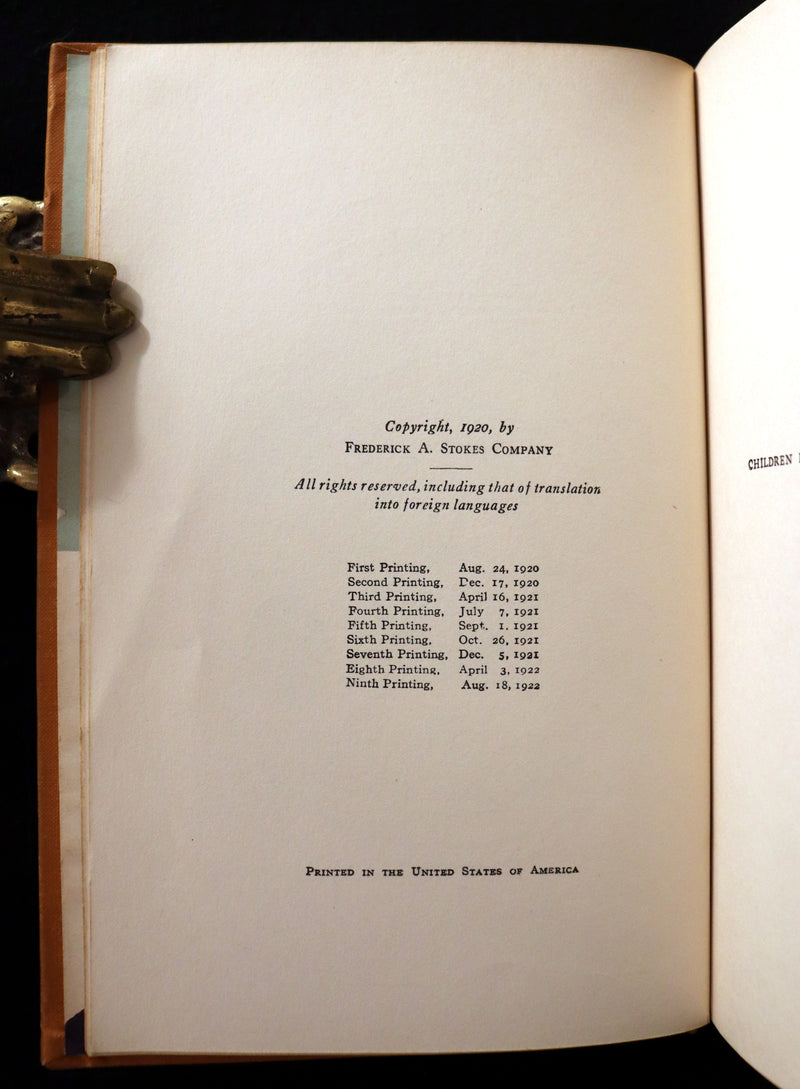 Copyright, 1920, by
FREDERICK A. STOKES COMPANY
All rights reserved, including that of translation
into foreign languages
First Printing, Aug. 24, 1920
Second Printing, Dec. 17, 1920
Third Printing, April 16, 1921
Fourth Printing, July 7, 1921
Fifth Printing, Sept. 1, 1921
Sixth Printing, Oct. 26, 1921
Seventh Printing, Dec. 5, 1921
Eighth Printing, April 3, 1922
Ninth Printing, Aug. 18, 1922
PRINTED IN THE UNITED STATES OF AMERICA
CHILDREN